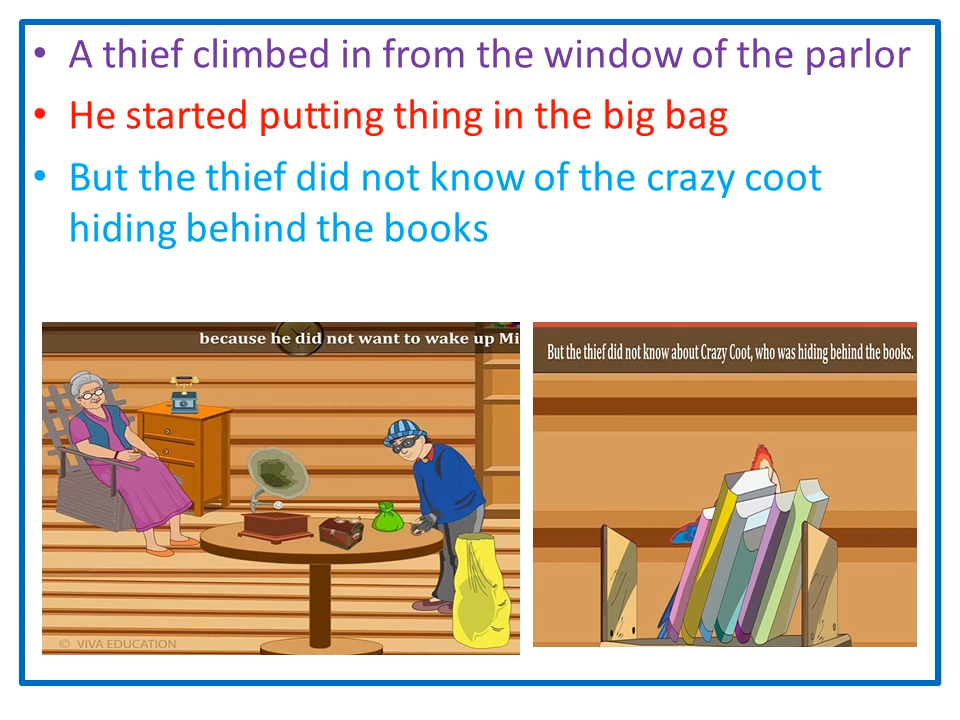 • A thief climbed in from the window of the parlor
• He started putting thing in the big bag
• But the thief did not know of the crazy coot
hiding behind the books
because he did not want to wake up Mi
But the thief did not know about Crazy Coot, who was hiding behind the books.
© VIVA EDUCATION